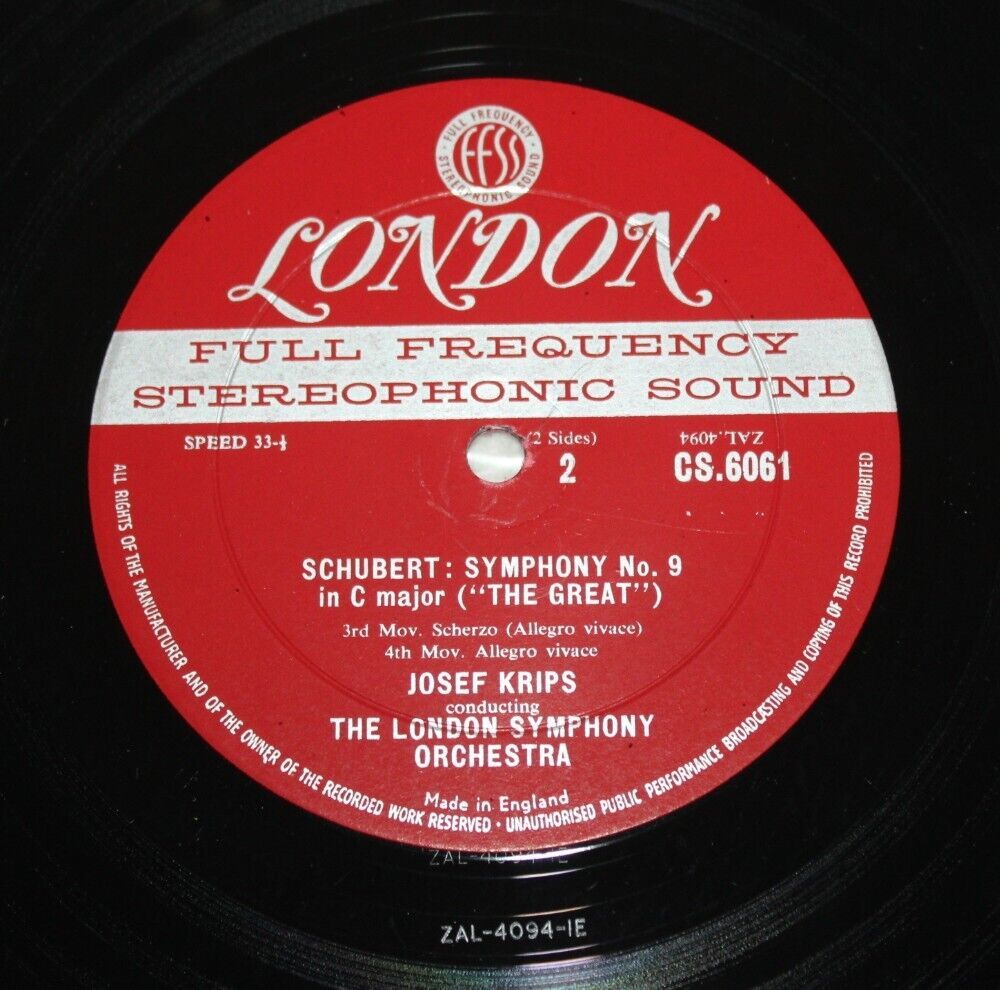 FULL FREQUENCY STEREOPHONIC SOUND
FFSS
LONDON
FULL FREQUENCY
STEREOPHONIC SOUND
SPEED 33-⅓
(2 Sides)
2
ZAL.4094
CS.6061
SCHUBERT: SYMPHONY No. 9
in C major ("THE GREAT")
3rd Mov. Scherzo (Allegro vivace)
4th Mov. Allegro vivace
JOSEF KRIPS
conducting
THE LONDON SYMPHONY
ORCHESTRA
Made in England
ALL RIGHTS OF THE MANUFACTURER AND OF THE OWNER OF THE RECORDED WORK RESERVED · UNAUTHORISED PUBLIC PERFORMANCE BROADCASTING AND COPYING OF THIS RECORD PROHIBITED
ZAL-4094-1E
ZAL-4094-1E